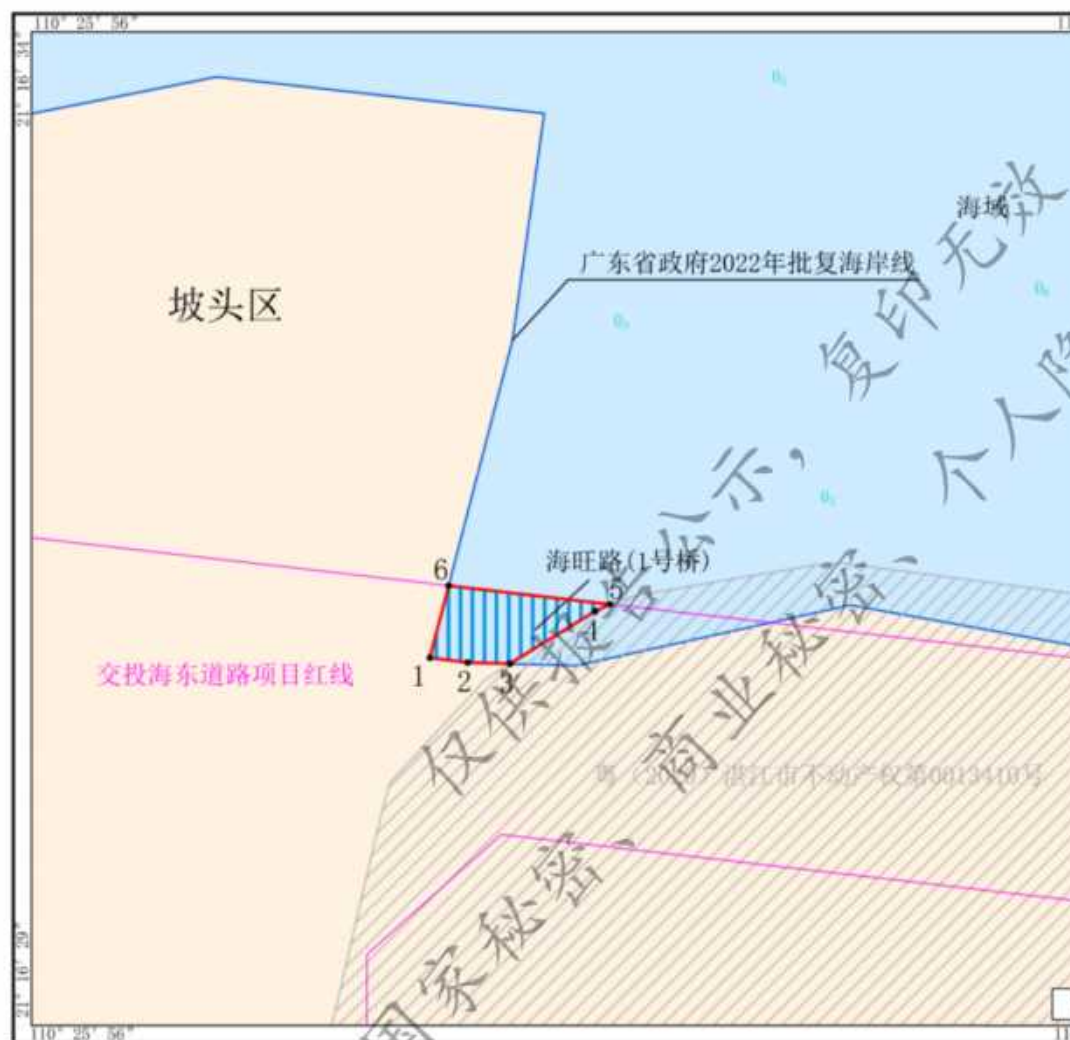 110° 25′ 56″
11
21° 16′ 34″
海域
广东省政府2022年批复海岸线
坡头区
6
海旺路(1号桥)
5
4
交投海东道路项目红线
1
2
3
湛江市不动产权第0013410号
仅供报告公示，复印无效
国家秘密、商业秘密、个人隐
21° 16′ 29″
110° 25′ 56″
11